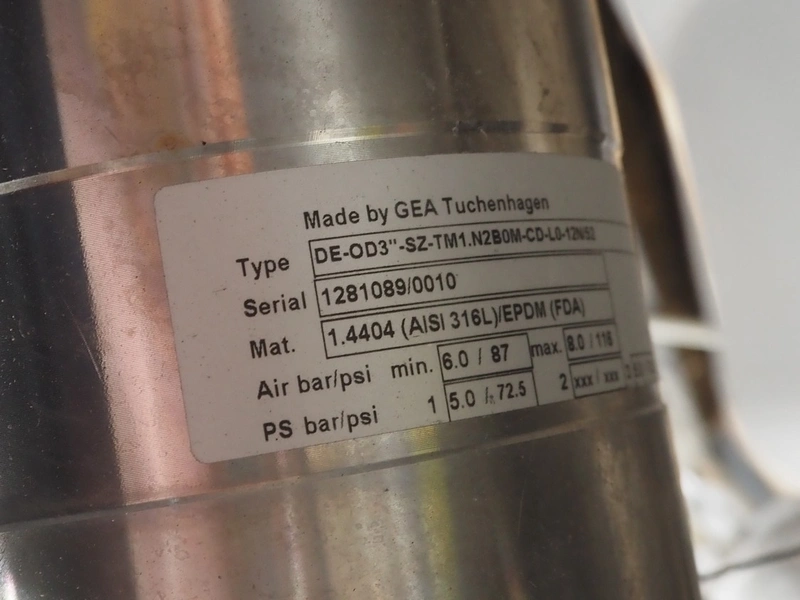 Made by GEA Tuchenhagen
Type DE-OD3"-SZ-TM1.N2B0M-CD-L0-12N/52
Serial 1281089/0010
Mat. 1.4404 (AISI 316L)/EPDM (FDA)
Air bar/psi min. 6.0 / 87 max. 8.0 / 116
PS bar/psi 1 5.0 / 72.5 2 xxx / xxx